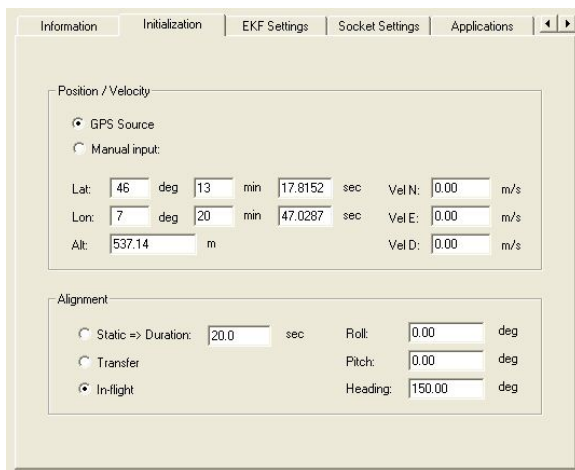 Information Initialization EKF Settings Socket Settings Applications
Position / Velocity
GPS Source
Manual input:
Lat: 46 deg 13 min 17.8152 sec Vel N: 0.00 m/s
Lon: 7 deg 20 min 47.0287 sec Vel E: 0.00 m/s
Alt: 537.14 m Vel D: 0.00 m/s
Alignment
Static => Duration: 20.0 sec Roll: 0.00 deg
Transfer Pitch: 0.00 deg
In-flight Heading: 150.00 deg